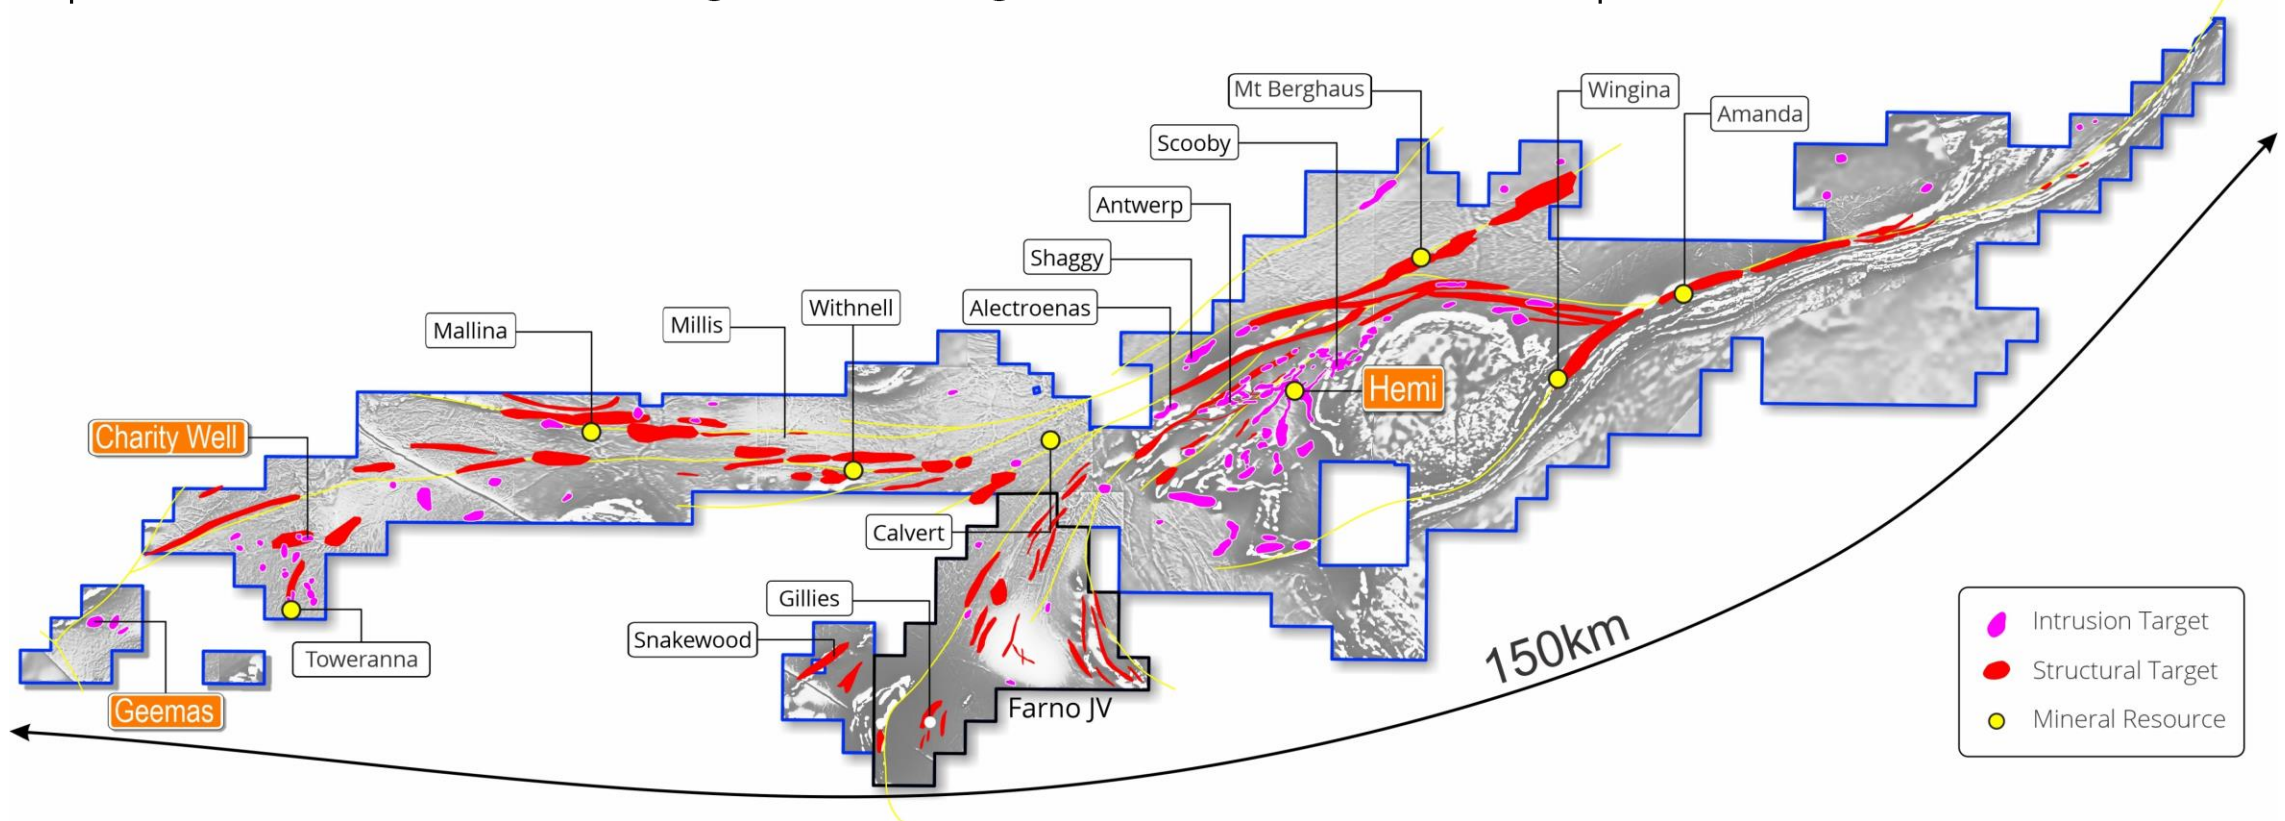 Mt Berghaus
Wingina
Amanda
Scooby
Antwerp
Shaggy
Alectroenas
Withnell
Millis
Mallina
Hemi
Charity Well
Calvert
Gillies
Snakewood
Toweranna
Geemas
Farno JV
150km
Intrusion Target
Structural Target
Mineral Resource